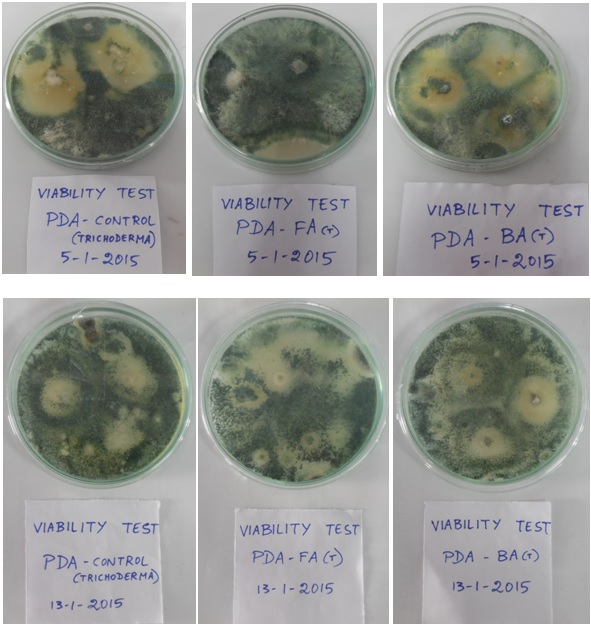 VIABILITY TEST
PDA - CONTROL
(TRICHODERMA)
5-1-2015
VIABILITY TEST
PDA - FA(T)
5-1-2015
VIABILITY TEST
PDA - BA(T)
5-1-2015
VIABILITY TEST
PDA - CONTROL
(TRICHODERMA)
13-1-2015
VIABILITY TEST
PDA - FA(T)
13-1-2015
VIABILITY TEST
PDA - BA(T)
13-1-2015